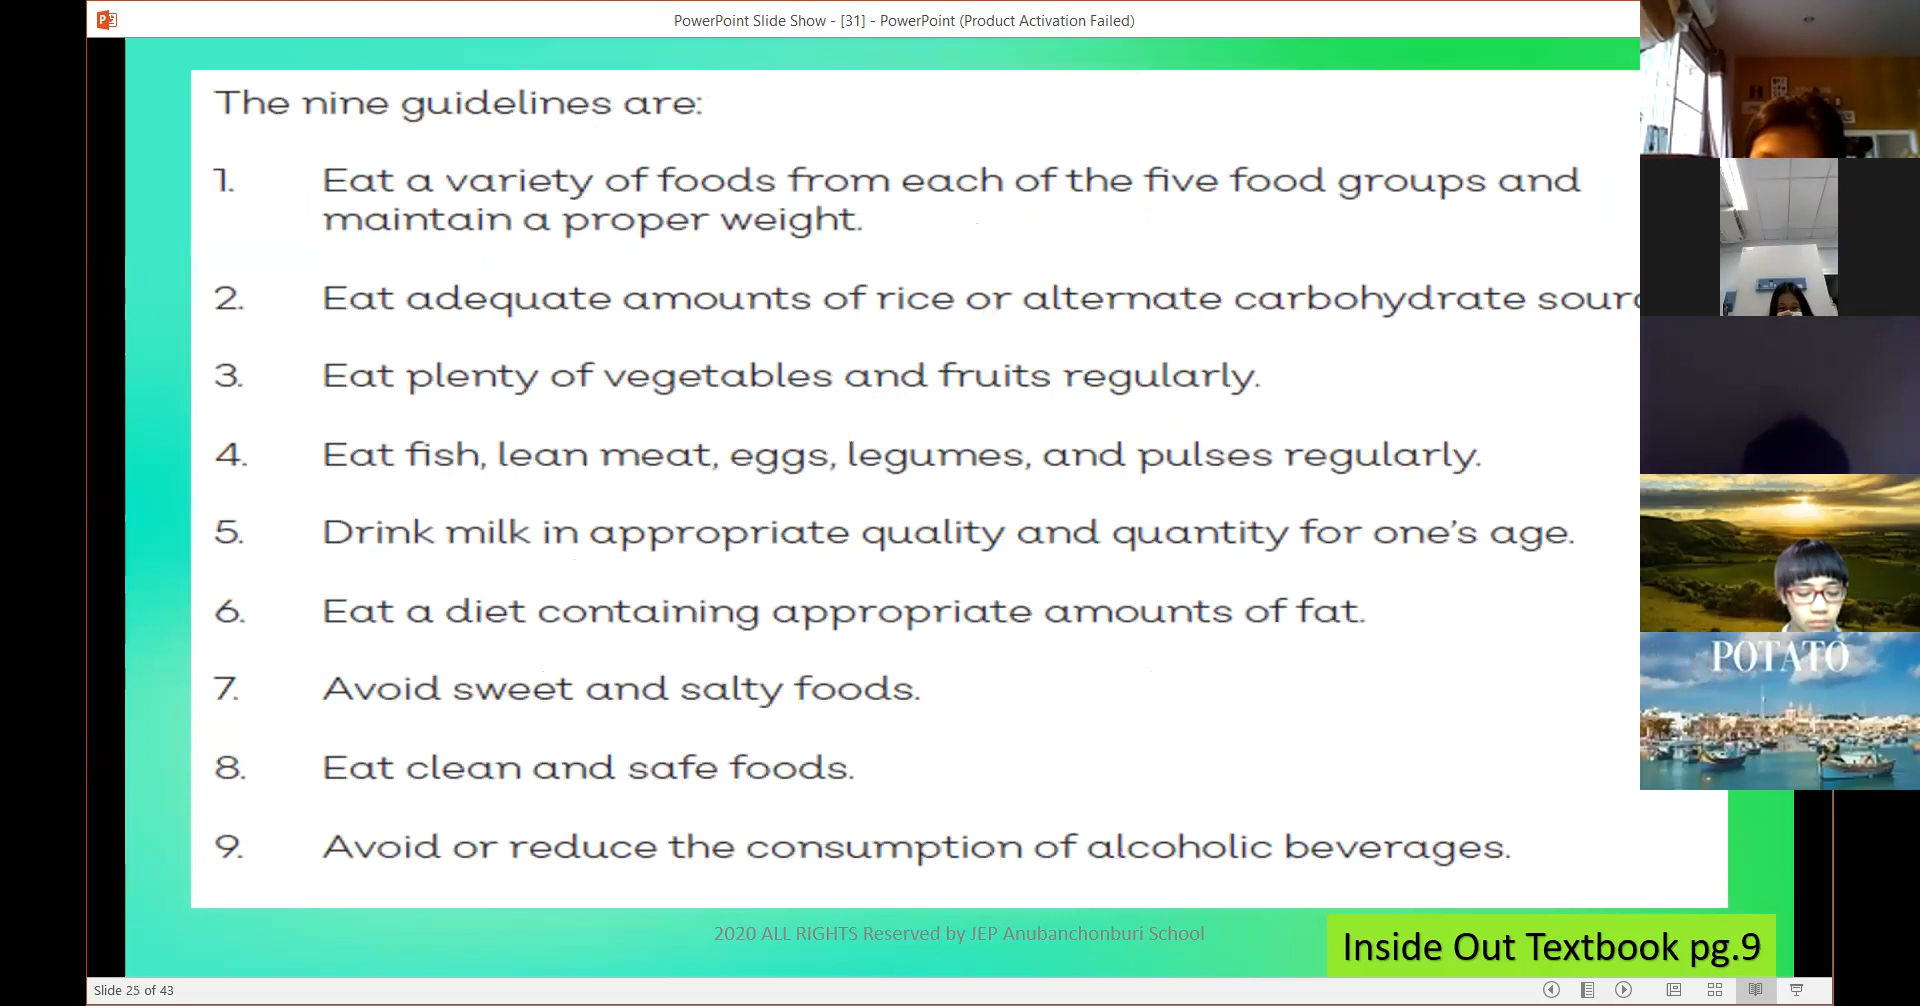 PowerPoint Slide Show - [31] - PowerPoint (Product Activation Failed)
The nine guidelines are:
1. Eat a variety of foods from each of the five food groups and
maintain a proper weight.
2. Eat adequate amounts of rice or alternate carbohydrate sourc
3. Eat plenty of vegetables and fruits regularly.
4. Eat fish, lean meat, eggs, legumes, and pulses regularly.
5. Drink milk in appropriate quality and quantity for one's age.
6. Eat a diet containing appropriate amounts of fat.
7. Avoid sweet and salty foods.
8. Eat clean and safe foods.
9. Avoid or reduce the consumption of alcoholic beverages.
POTATO
2020 ALL RIGHTS Reserved by JEP Anubanchonburi School
Inside Out Textbook pg.9
Slide 25 of 43